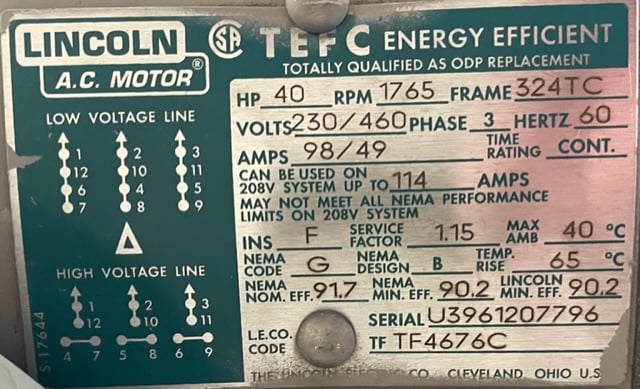 LINCOLN®
A.C. MOTOR
SA TEFC ENERGY EFFICIENT
TOTALLY QUALIFIED AS ODP REPLACEMENT
HP 40 RPM 1765 FRAME 324TC
VOLTS 230/460 PHASE 3 HERTZ 60
AMPS 98/49 TIME RATING CONT.
CAN BE USED ON
208V SYSTEM UP TO 114 AMPS
MAY NOT MEET ALL NEMA PERFORMANCE
LIMITS ON 208V SYSTEM
INS F SERVICE FACTOR 1.15 MAX AMB 40 °C
NEMA CODE G NEMA DESIGN B TEMP. RISE 65 °C
NEMA NOM. EFF. 91.7 NEMA MIN. EFF. 90.2 LINCOLN MIN. EFF. 90.2
SERIAL U3961207796
L.E.CO. CODE TF TF4676C
THE LINCOLN ELECTRIC CO. CLEVELAND, OHIO U.S.
LOW VOLTAGE LINE
1 2 3
12 10 11
6 4 5
7 8 9
Δ
HIGH VOLTAGE LINE
1 2 3
12 10 11
4 7 5 8 6 9
S-17644